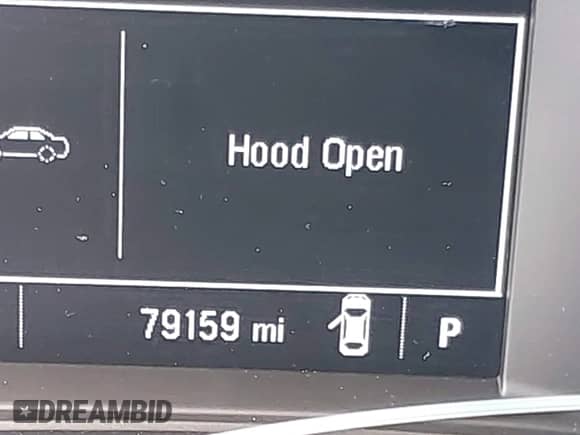 Hood Open
79159 mi
P
DREAMBID